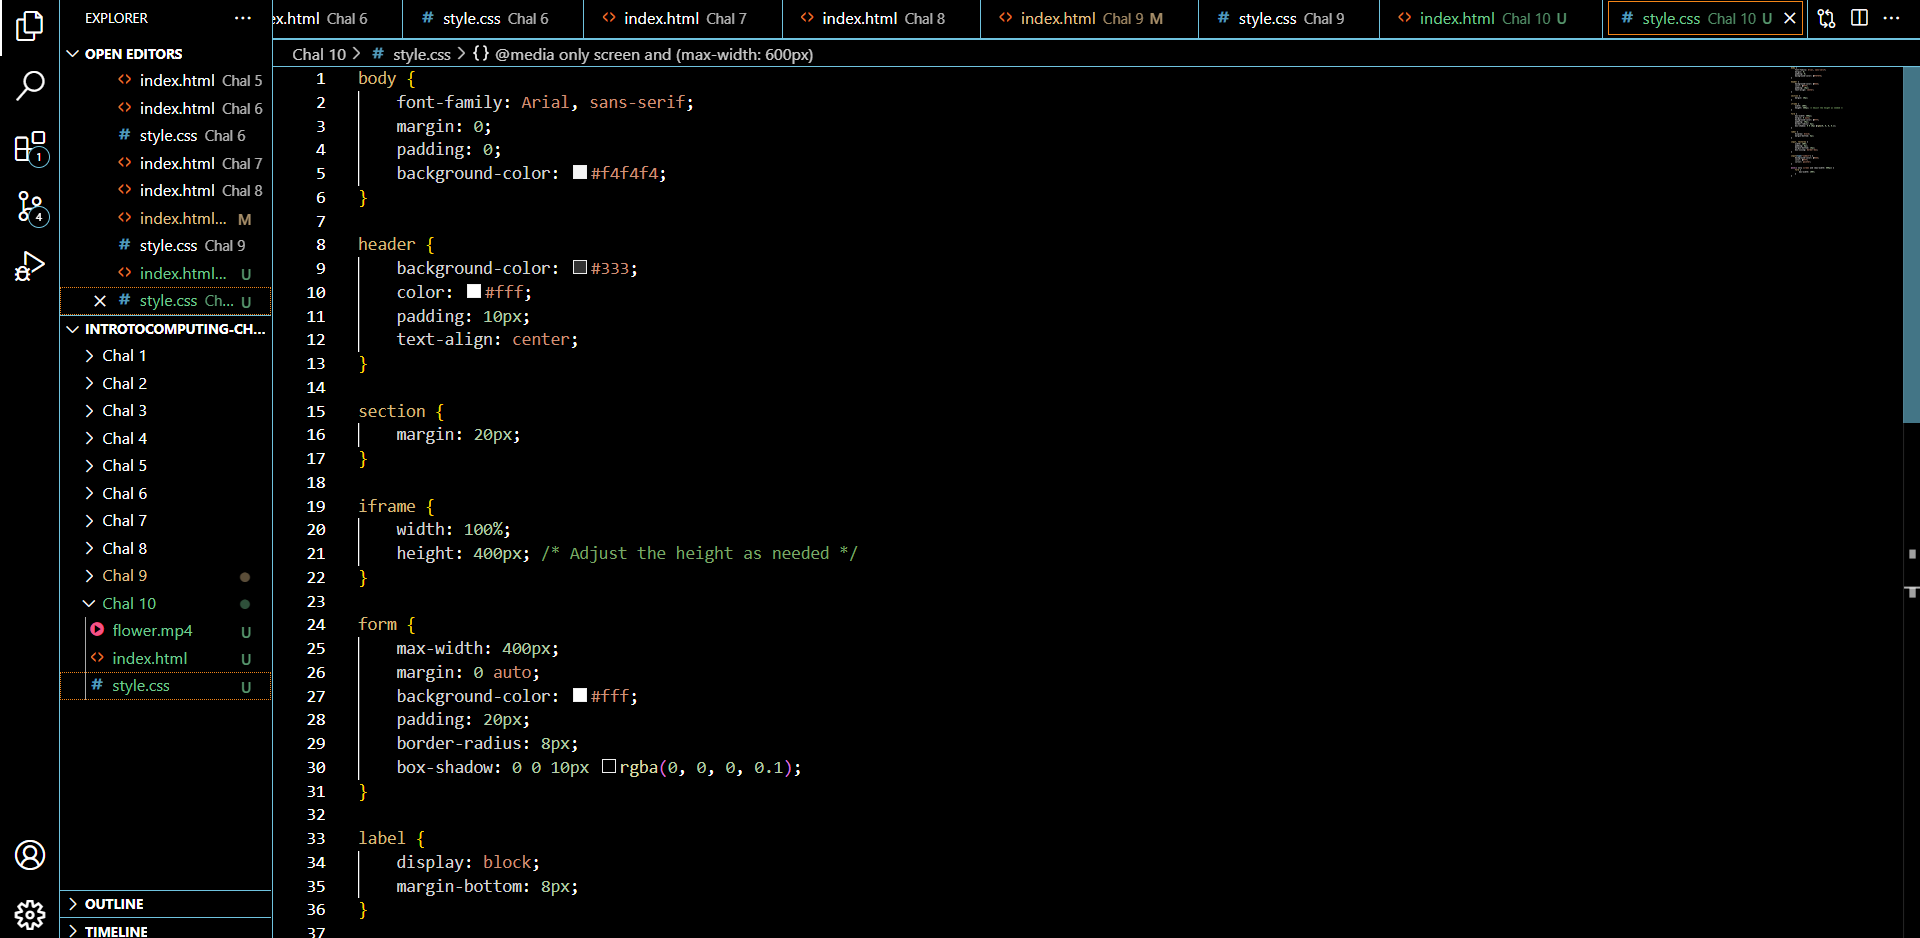 EXPLORER
OPEN EDITORS
index.html Chal 5
index.html Chal 6
style.css Chal 6
index.html Chal 7
index.html Chal 8
index.html... M
style.css Chal 9
index.html... U
style.css Ch... U
INTROTOCOMPUTING-CH...
Chal 1
Chal 2
Chal 3
Chal 4
Chal 5
Chal 6
Chal 7
Chal 8
Chal 9
Chal 10
flower.mp4 U
index.html U
style.css U
OUTLINE
TIMELINE
1
4
ex.html Chal 6
# style.css Chal 6
<> index.html Chal 7
<> index.html Chal 8
<> index.html Chal 9 M
# style.css Chal 9
<> index.html Chal 10 U
# style.css Chal 10 U
Chal 10 > # style.css > {} @media only screen and (max-width: 600px)
1 body {
2 font-family: Arial, sans-serif;
3 margin: 0;
4 padding: 0;
5 background-color: #f4f4f4;
6 }
7
8 header {
9 background-color: #333;
10 color: #fff;
11 padding: 10px;
12 text-align: center;
13 }
14
15 section {
16 margin: 20px;
17 }
18
19 iframe {
20 width: 100%;
21 height: 400px; /* Adjust the height as needed */
22 }
23
24 form {
25 max-width: 400px;
26 margin: 0 auto;
27 background-color: #fff;
28 padding: 20px;
29 border-radius: 8px;
30 box-shadow: 0 0 10px rgba(0, 0, 0, 0.1);
31 }
32
33 label {
34 display: block;
35 margin-bottom: 8px;
36 }
37